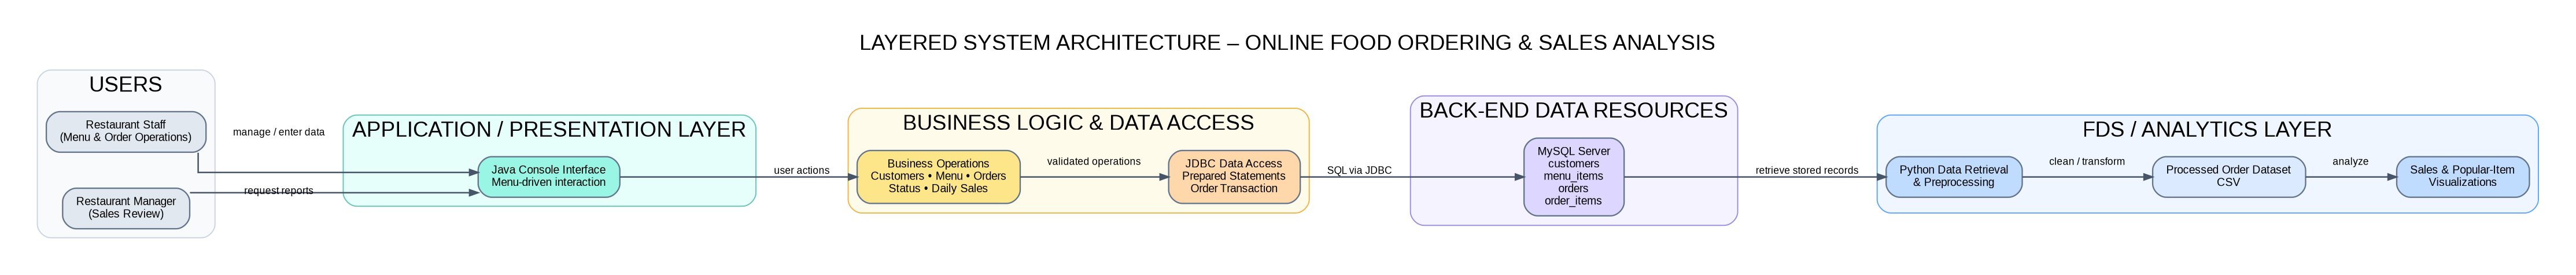 LAYERED SYSTEM ARCHITECTURE – ONLINE FOOD ORDERING & SALES ANALYSIS
USERS
Restaurant Staff
(Menu & Order Operations)
Restaurant Manager
(Sales Review)
manage / enter data
request reports
APPLICATION / PRESENTATION LAYER
Java Console Interface
Menu-driven interaction
user actions
BUSINESS LOGIC & DATA ACCESS
Business Operations
Customers • Menu • Orders
Status • Daily Sales
validated operations
JDBC Data Access
Prepared Statements
Order Transaction
SQL via JDBC
BACK-END DATA RESOURCES
MySQL Server
customers
menu_items
orders
order_items
retrieve stored records
FDS / ANALYTICS LAYER
Python Data Retrieval
& Preprocessing
clean / transform
Processed Order Dataset
CSV
analyze
Sales & Popular-Item
Visualizations